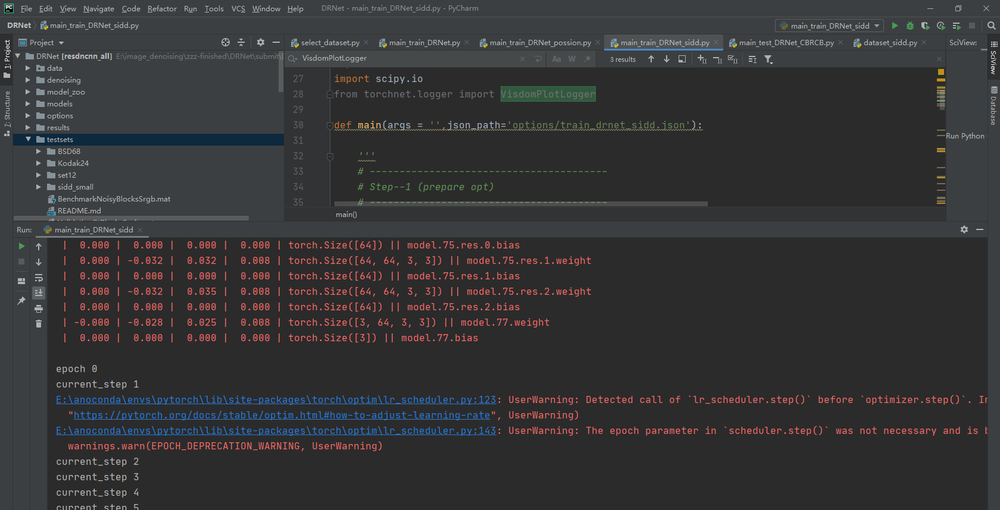 File Edit View Navigate Code Refactor Run Tools VCS Window Help DRNet - main_train_DRNet_sidd.py - PyCharm
DRNet main_train_DRNet_sidd.py main_train_DRNet_sidd
1: Project
7: Structure
Project
DRNet [resdncnn_all] E:\image_denoising\zzz-finished\DRNet\submit\
data
denoising
model_zoo
models
options
results
testsets
BSD68
Kodak24
set12
sidd_small
BenchmarkNoisyBlocksSrgb.mat
README.md
select_dataset.py main_train_DRNet.py main_train_DRNet_possion.py main_train_DRNet_sidd.py main_test_DRNet_CBRCB.py dataset_sidd.py
VisdomPlotLogger Aa W .* 3 results
27 import scipy.io
28 from torchnet.logger import VisdomPlotLogger
29
30 def main(args = '',json_path='options/train_drnet_sidd.json'):
31
32 '''
33 # ----------------------------------------
34 # Step--1 (prepare opt)
35 # ----------------------------------------
main()
SciView:
Run Python
SciView
Database
Run: main_train_DRNet_sidd
| 0.000 | 0.000 | 0.000 | 0.000 | torch.Size([64]) || model.75.res.0.bias
| 0.000 | -0.032 | 0.032 | 0.008 | torch.Size([64, 64, 3, 3]) || model.75.res.1.weight
| 0.000 | 0.000 | 0.000 | 0.000 | torch.Size([64]) || model.75.res.1.bias
| 0.000 | -0.032 | 0.035 | 0.008 | torch.Size([64, 64, 3, 3]) || model.75.res.2.weight
| 0.000 | 0.000 | 0.000 | 0.000 | torch.Size([64]) || model.75.res.2.bias
| -0.000 | -0.028 | 0.025 | 0.008 | torch.Size([3, 64, 3, 3]) || model.77.weight
| 0.000 | 0.000 | 0.000 | 0.000 | torch.Size([3]) || model.77.bias
epoch 0
current_step 1
E:\anoconda\envs\pytorch\lib\site-packages\torch\optim\lr_scheduler.py:123: UserWarning: Detected call of `lr_scheduler.step()` before `optimizer.step()`. In
"https://pytorch.org/docs/stable/optim.html#how-to-adjust-learning-rate", UserWarning)
E:\anoconda\envs\pytorch\lib\site-packages\torch\optim\lr_scheduler.py:143: UserWarning: The epoch parameter in `scheduler.step()` was not necessary and is b
warnings.warn(EPOCH_DEPRECATION_WARNING, UserWarning)
current_step 2
current_step 3
current_step 4
current_step 5